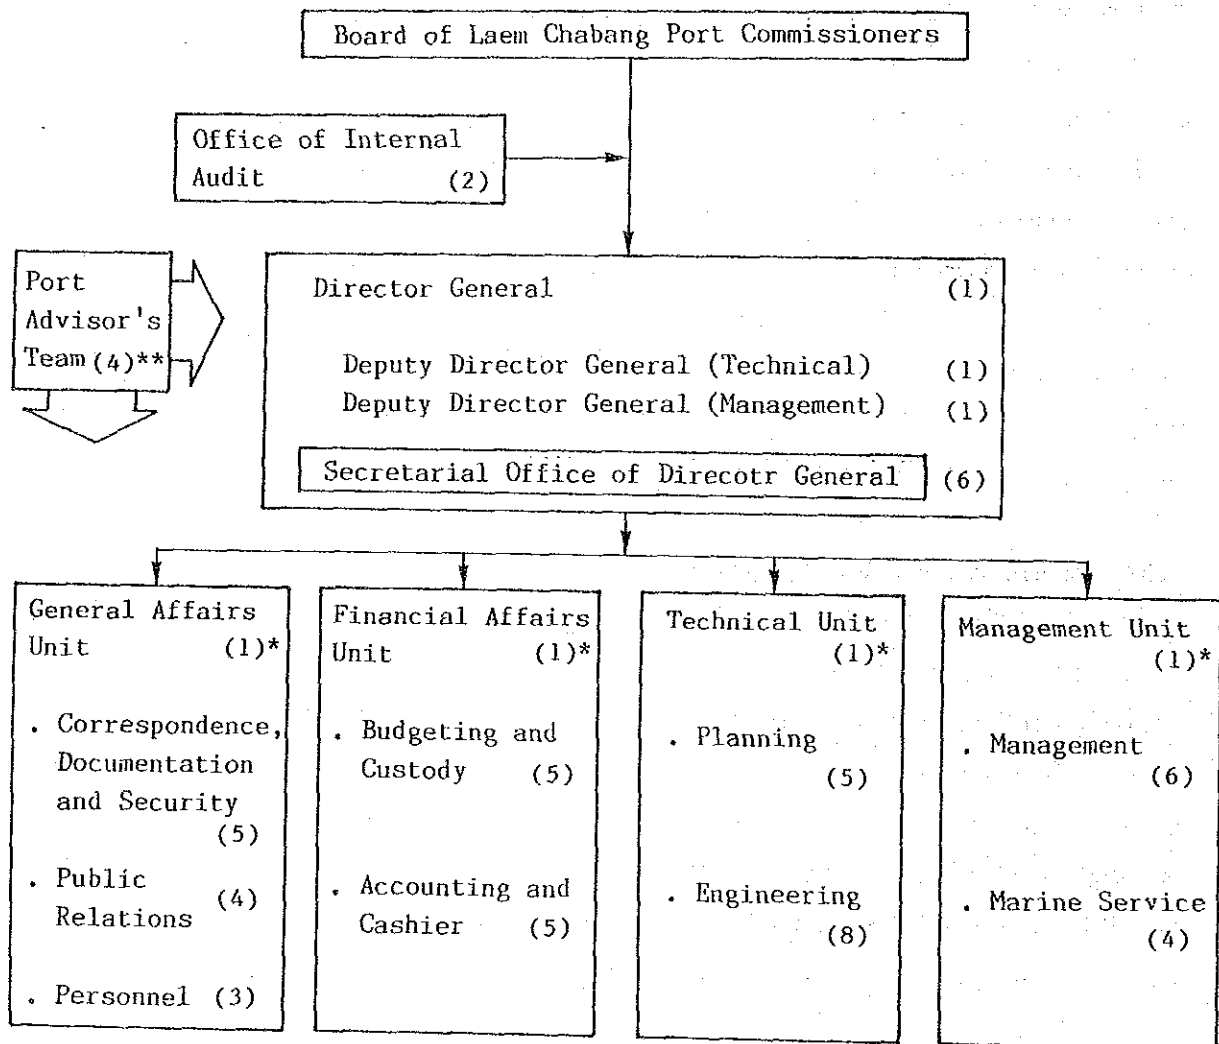 Board of Laem Chabang Port Commissioners
Office of Internal
Audit (2)
Port
Advisor's
Team (4)**
Director General (1)
Deputy Director General (Technical) (1)
Deputy Director General (Management) (1)
Secretarial Office of Direcotr General (6)
General Affairs
Unit (1)*
. Correspondence,
Documentation
and Security
(5)
. Public
Relations (4)
. Personnel (3)
Financial Affairs
Unit (1)*
. Budgeting and
Custody (5)
. Accounting and
Cashier (5)
Technical Unit
(1)*
. Planning
(5)
. Engineering
(8)
Management Unit
(1)*
. Management
(6)
. Marine Service
(4)